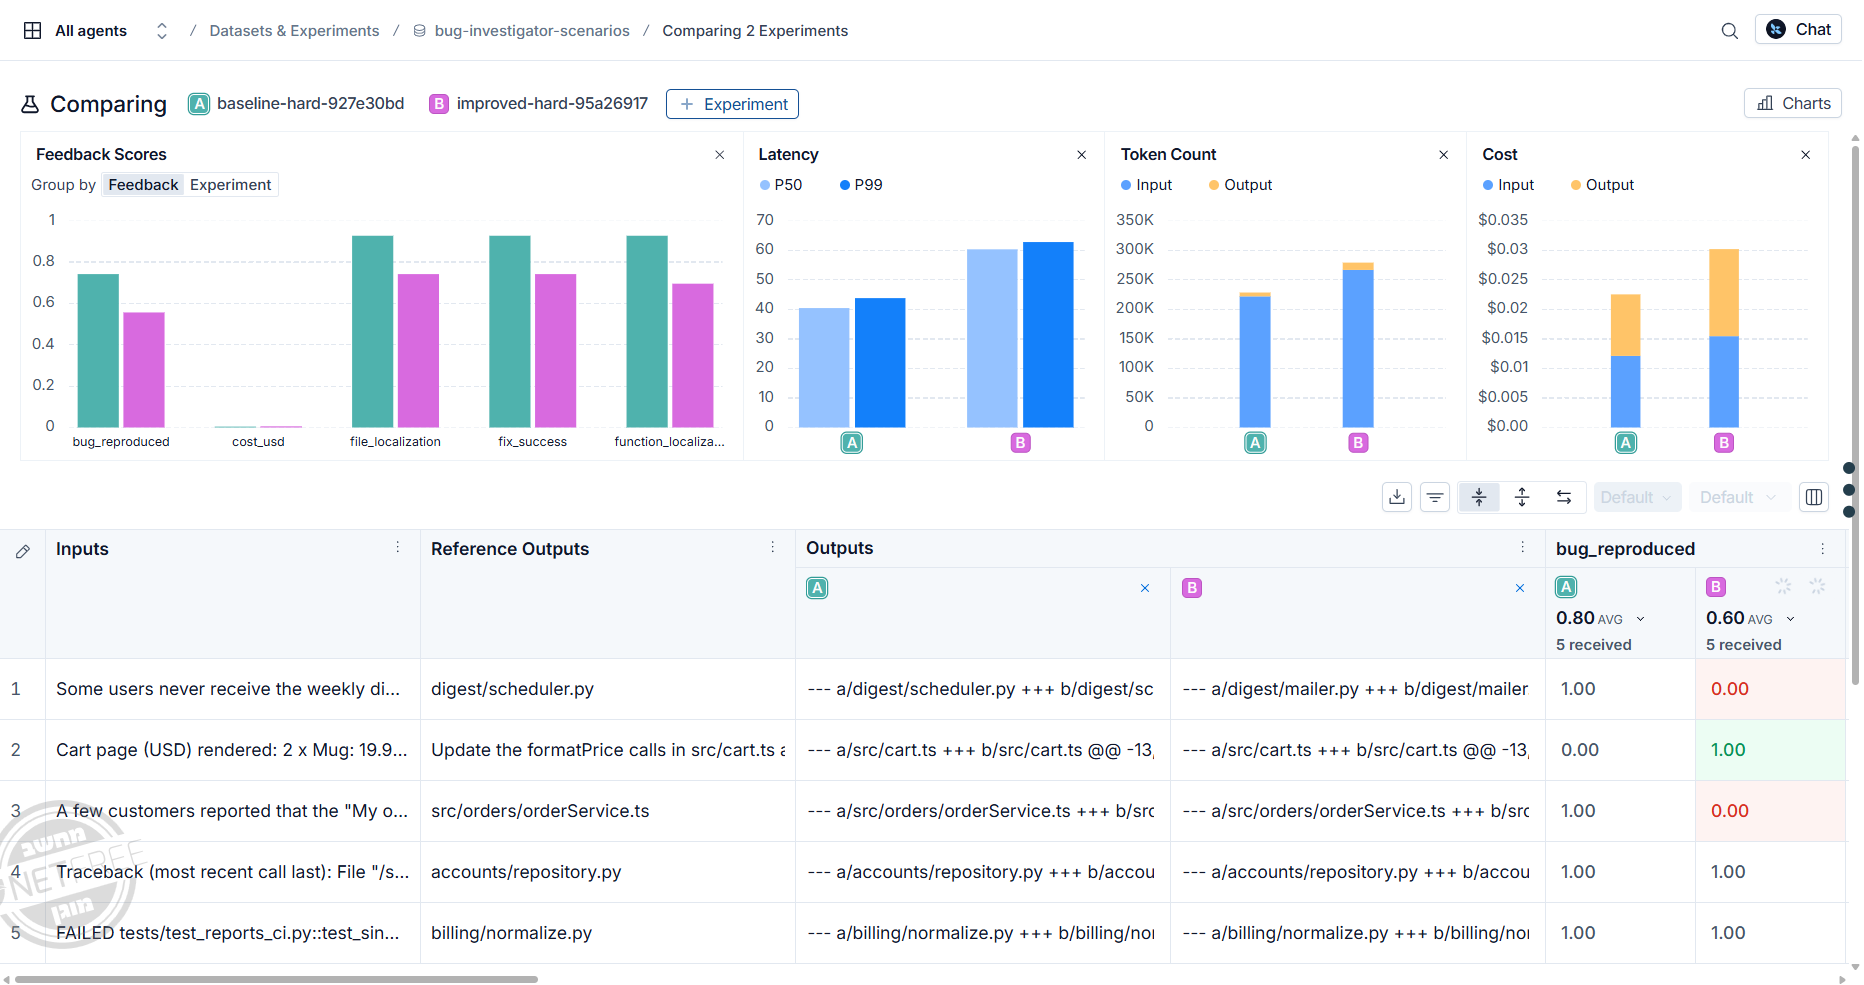 All agents / Datasets & Experiments / bug-investigator-scenarios / Comparing 2 Experiments
Chat
Comparing A baseline-hard-927e30bd B improved-hard-95a26917 + Experiment
Charts
Feedback Scores
Group by Feedback Experiment
1
0.8
0.6
0.4
0.2
0
bug_reproduced cost_usd file_localization fix_success function_localiza...
Latency
P50 P99
70
60
50
40
30
20
10
0
A B
Token Count
Input Output
350K
300K
250K
200K
150K
100K
50K
0
A B
Cost
Input Output
$0.035
$0.03
$0.025
$0.02
$0.015
$0.01
$0.005
$0.00
A B
Default Default
Inputs Reference Outputs Outputs bug_reproduced
A B A B
0.80 AVG 0.60 AVG
5 received 5 received
1 Some users never receive the weekly di... digest/scheduler.py --- a/digest/scheduler.py +++ b/digest/sc --- a/digest/mailer.py +++ b/digest/mailer. 1.00 0.00
2 Cart page (USD) rendered: 2 x Mug: 19.9... Update the formatPrice calls in src/cart.ts a --- a/src/cart.ts +++ b/src/cart.ts @@ -13, --- a/src/cart.ts +++ b/src/cart.ts @@ -13, 0.00 1.00
3 A few customers reported that the "My o... src/orders/orderService.ts --- a/src/orders/orderService.ts +++ b/src --- a/src/orders/orderService.ts +++ b/src 1.00 0.00
4 Traceback (most recent call last): File "/s... accounts/repository.py --- a/accounts/repository.py +++ b/accou --- a/accounts/repository.py +++ b/accou 1.00 1.00
5 FAILED tests/test_reports_ci.py::test_sin... billing/normalize.py --- a/billing/normalize.py +++ b/billing/nor --- a/billing/normalize.py +++ b/billing/nor 1.00 1.00
מחשב
NETFREE
מוגן